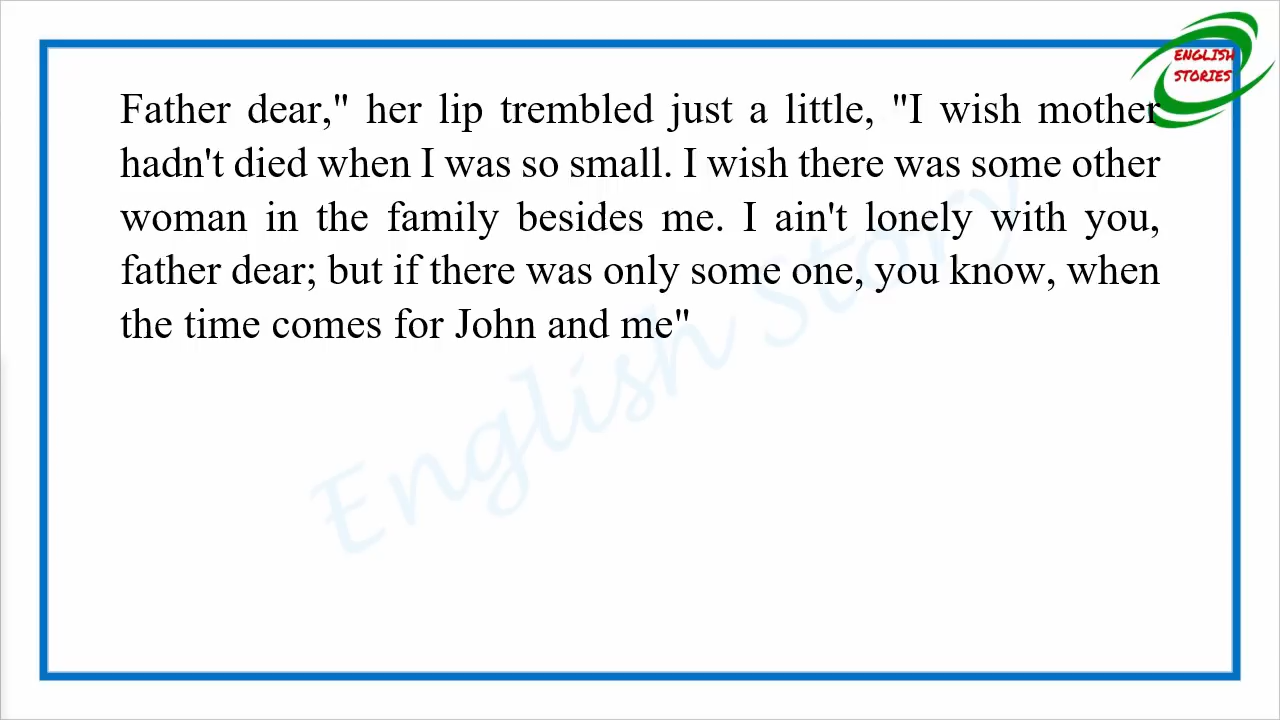 ENGLISH
STORIES
Father dear," her lip trembled just a little, "I wish mother
hadn't died when I was so small. I wish there was some other
woman in the family besides me. I ain't lonely with you,
father dear; but if there was only some one, you know, when
the time comes for John and me"
English Story